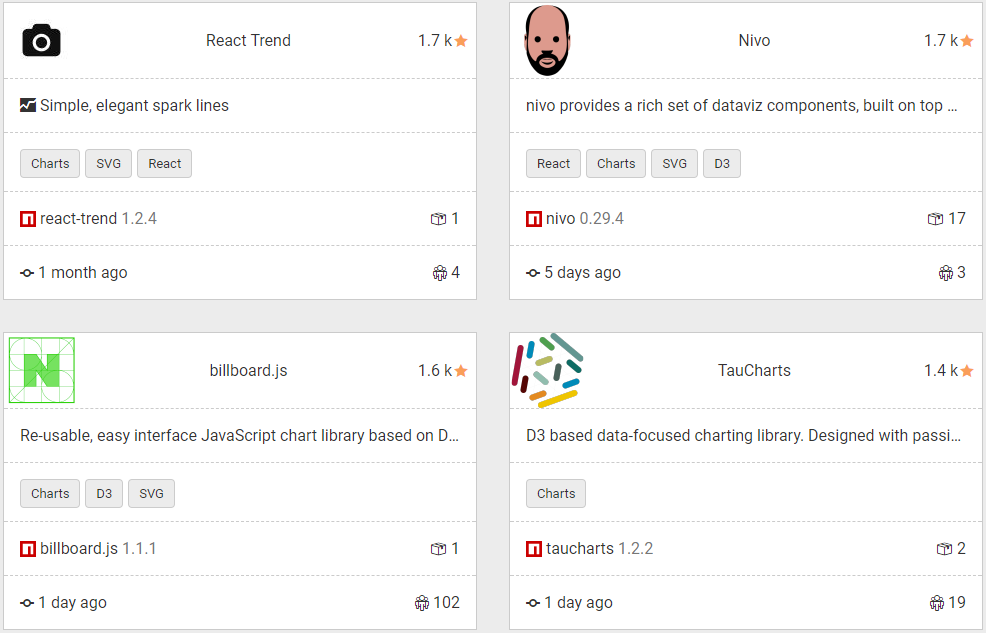 React Trend 1.7 k
Simple, elegant spark lines
Charts SVG React
react-trend 1.2.4 1
1 month ago 4
Nivo 1.7 k
nivo provides a rich set of dataviz components, built on top ...
React Charts SVG D3
nivo 0.29.4 17
5 days ago 3
N billboard.js 1.6 k
Re-usable, easy interface JavaScript chart library based on D...
Charts D3 SVG
billboard.js 1.1.1 1
1 day ago 102
TauCharts 1.4 k
D3 based data-focused charting library. Designed with passi...
Charts
taucharts 1.2.2 2
1 day ago 19